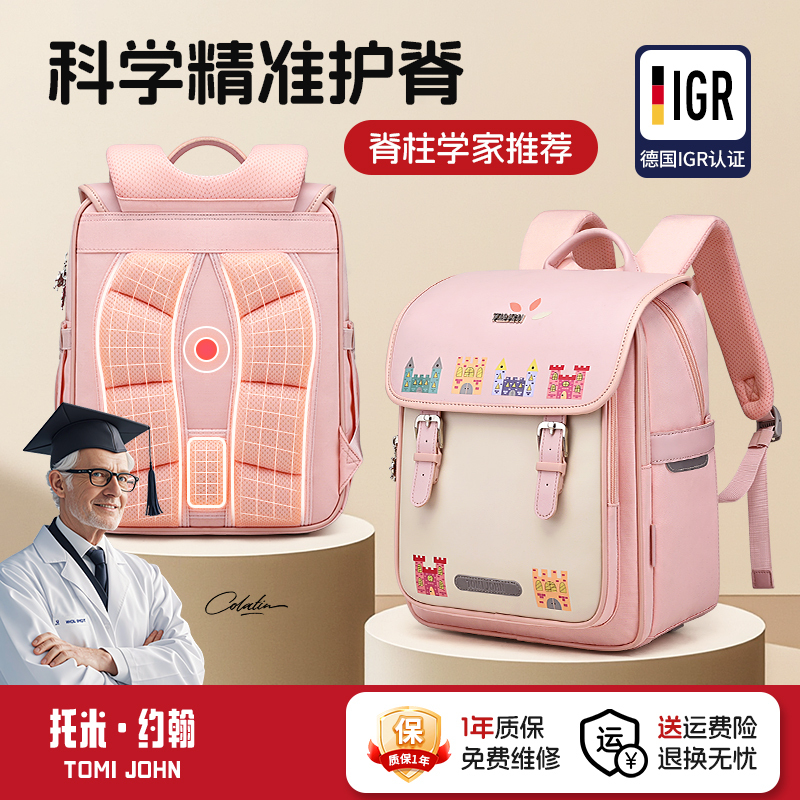 科学精准护脊
脊柱学家推荐
IGR
德国IGR认证
Colatin
托米·约翰
TOMI JOHN
保
质保1年
1年质保
免费维修
运
¥
送运费险
退换无忧